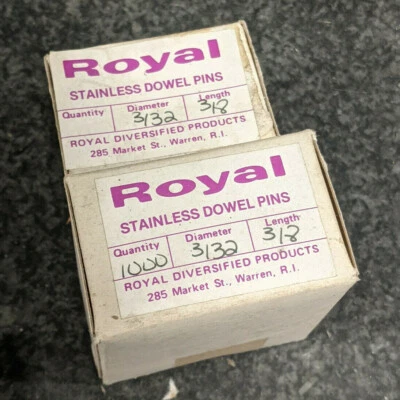 Royal
STAINLESS DOWEL PINS
Quantity Diameter Length
3/32 3/8
ROYAL DIVERSIFIED PRODUCTS
285 Market St., Warren, R.I.
Royal
STAINLESS DOWEL PINS
Quantity Diameter Length
1000 3/32 3/8
ROYAL DIVERSIFIED PRODUCTS
285 Market St., Warren, R.I.